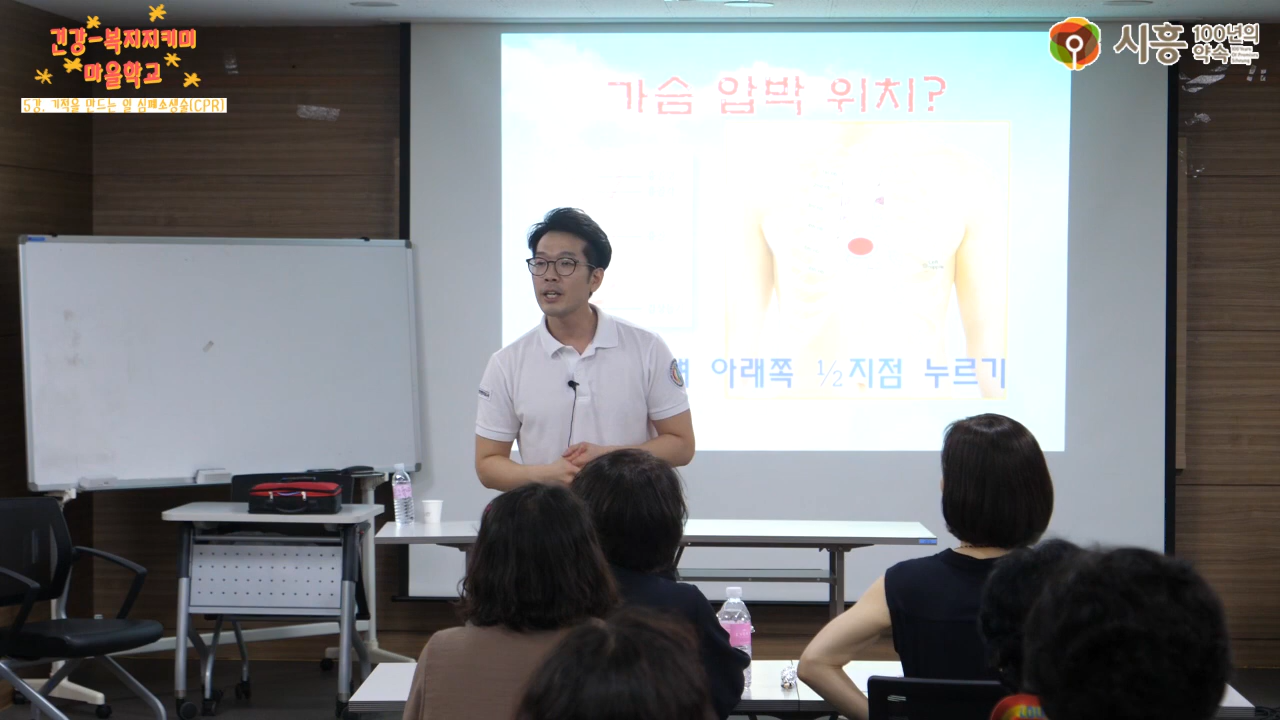 건강-복지지키미
마을학교
5강. 기적을 만드는 일 심폐소생술(CPR)
시흥
100년의
약속
가슴 압박 위치?
아래쪽 ½지점 누르기